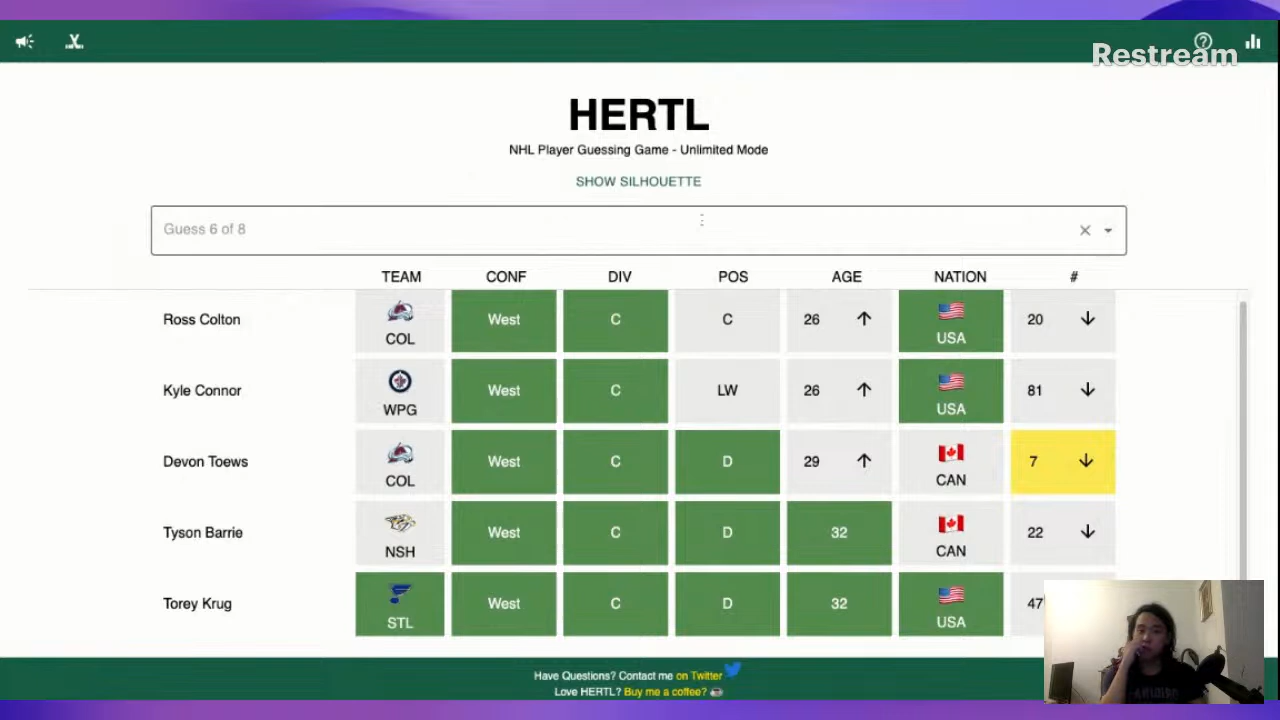 Restream
HERTL
NHL Player Guessing Game - Unlimited Mode
SHOW SILHOUETTE
Guess 6 of 8
TEAM CONF DIV POS AGE NATION #
Ross Colton COL West C C 26 ↑ USA 20 ↓
Kyle Connor WPG West C LW 26 ↑ USA 81 ↓
Devon Toews COL West C D 29 ↑ CAN 7 ↓
Tyson Barrie NSH West C D 32 CAN 22 ↓
Torey Krug STL West C D 32 USA 47
Have Questions? Contact me on Twitter
Love HERTL? Buy me a coffee?